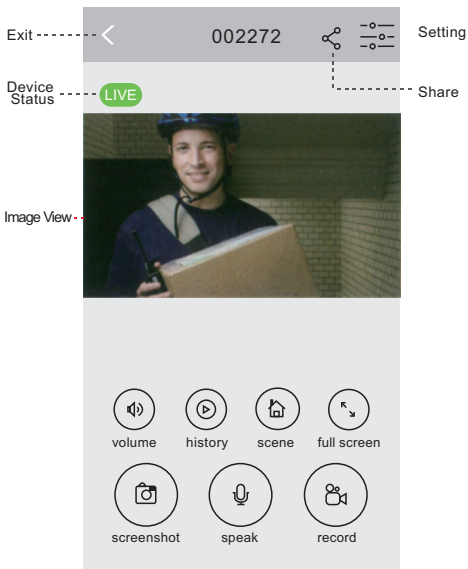 Exit
002272
Setting
Share
Device
Status
LIVE
Image View
volume
history
scene
full screen
screenshot
speak
record